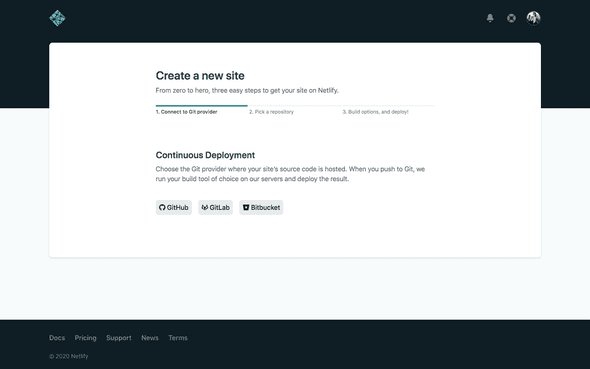 Create a new site
From zero to hero, three easy steps to get your site on Netlify.
1. Connect to Git provider
2. Pick a repository
3. Build options, and deploy!
Continuous Deployment
Choose the Git provider where your site's source code is hosted. When you push to Git, we
run your build tool of choice on our servers and deploy the result.
GitHub
GitLab
Bitbucket
Docs
Pricing
Support
News
Terms
© 2020 Netlify